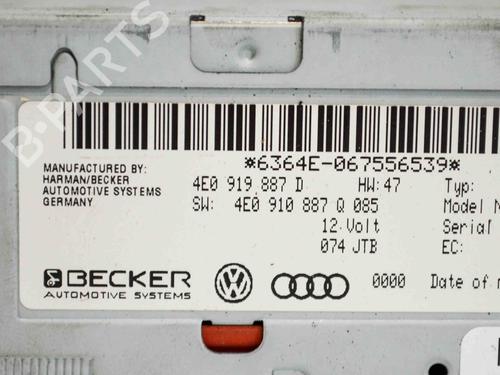 B-PARTS
*6364E-067556539*
MANUFACTURED BY:
HARMAN/BECKER
AUTOMOTIVE SYSTEMS
GERMANY
4E0 919 887 D HW:47 Typ:
SW: 4E0 910 887 Q 085 Model N
12 Volt Serial
074 JTB EC:
BECKER
AUTOMOTIVE SYSTEMS
0000 Date of m